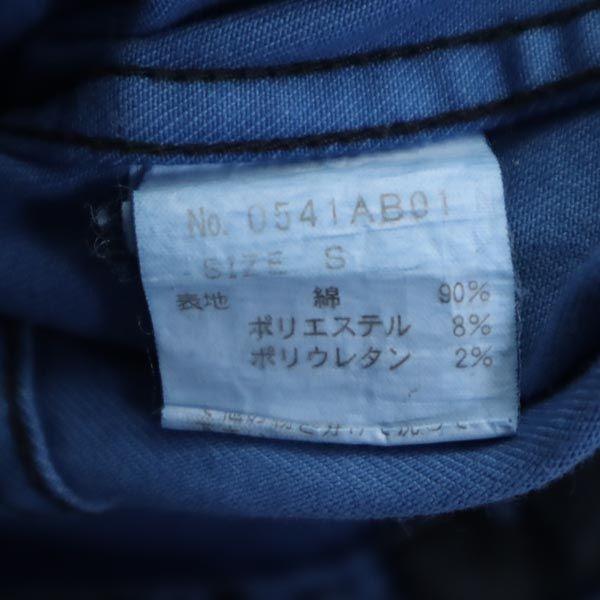 No. 0541AB01
SIZE S
表地 綿 90%
ポリエステル 8%
ポリウレタン 2%